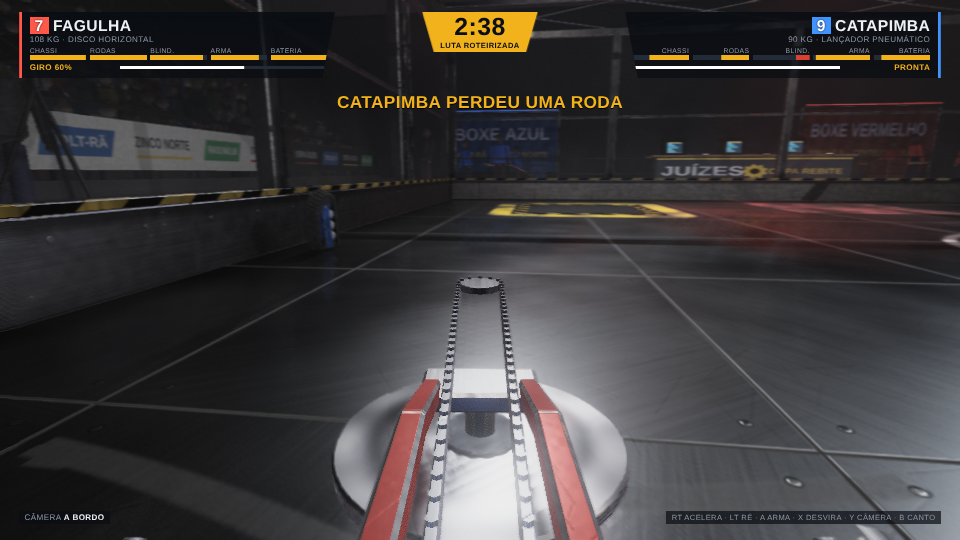 7 FAGULHA
108 KG · DISCO HORIZONTAL
CHASSI RODAS BLIND. ARMA BATERIA
GIRO 60%
2:38
LUTA ROTEIRIZADA
9 CATAPIMBA
90 KG · LANÇADOR PNEUMÁTICO
CHASSI RODAS BLIND. ARMA BATERIA
PRONTA
CATAPIMBA PERDEU UMA RODA
ZINCO NORTE
BOXE AZUL
BOXE VERMELHO
JUÍZES
REBITE
CÂMERA A BORDO
RT ACELERA · LT RÉ · A ARMA · X DESVIRA · Y CÂMERA · B CANTO